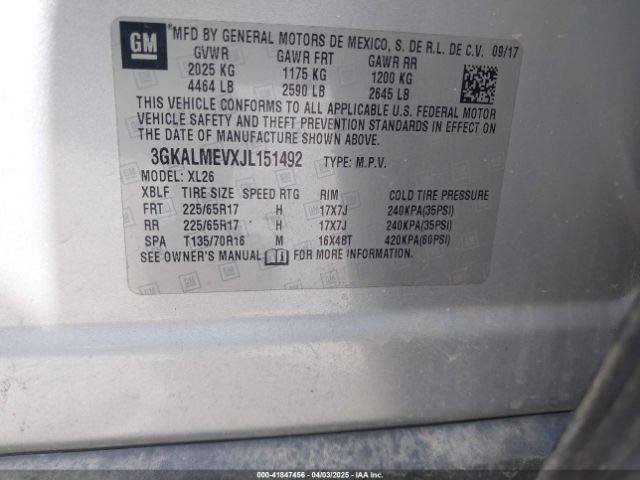 GM
MFD BY GENERAL MOTORS DE MEXICO, S. DE R.L. DE C.V. 09/17
GVWR GAWR FRT GAWR RR
2025 KG 1175 KG 1200 KG
4464 LB 2590 LB 2645 LB
THIS VEHICLE CONFORMS TO ALL APPLICABLE U.S. FEDERAL MOTOR
VEHICLE SAFETY AND THEFT PREVENTION STANDARDS IN EFFECT ON
THE DATE OF MANUFACTURE SHOWN ABOVE.
3GKALMEVXJL151492 TYPE: M.P.V.
MODEL: XL26
XBLF TIRE SIZE SPEED RTG RIM COLD TIRE PRESSURE
FRT 225/65R17 H 17X7J 240KPA(35PSI)
RR 225/65R17 H 17X7J 240KPA(35PSI)
SPA T135/70R16 M 16X4BT 420KPA(60PSI)
SEE OWNER'S MANUAL FOR MORE INFORMATION.
000-41847456 - 04/03/2025 - IAAI.COM